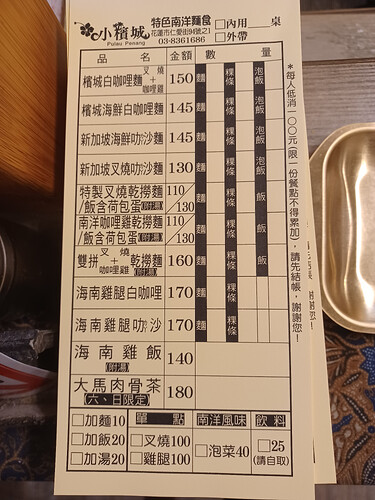 小檳城
Pulau Penang
特色南洋麵食
花蓮市仁愛街94號之1
03-8361686
□內用___桌
□外帶
品名 金額 數量
檳城白咖哩麵 叉燒+咖哩雞 150 麵 粿條 泡飯
檳城海鮮白咖哩麵 145 麵 粿條 泡飯
新加坡海鮮叻沙麵 145 麵 粿條 泡飯
新加坡叉燒叻沙麵 130 麵 粿條 泡飯
特製叉燒乾撈麵 110 麵 粿條 飯
/飯含荷包蛋(附湯) /130
南洋咖哩雞乾撈麵 110 麵 粿條 飯
/飯含荷包蛋(附湯) /130
雙拼 叉燒+咖哩雞 乾撈麵(附湯) 160 麵 粿條 飯
海南雞腿白咖哩 170 麵 粿條
海南雞腿叻沙 170 麵 粿條
海南雞飯 140
(附湯)
大馬肉骨茶 180
(六、日限定)
□加麵10 單點 南洋風味 飲料
□加飯20 □叉燒100 □泡菜40 □25
□加湯20 □雞腿100 (請自取)
*每人低消一〇〇元(限一份餐點不得累加)，請先結帳，謝謝您！